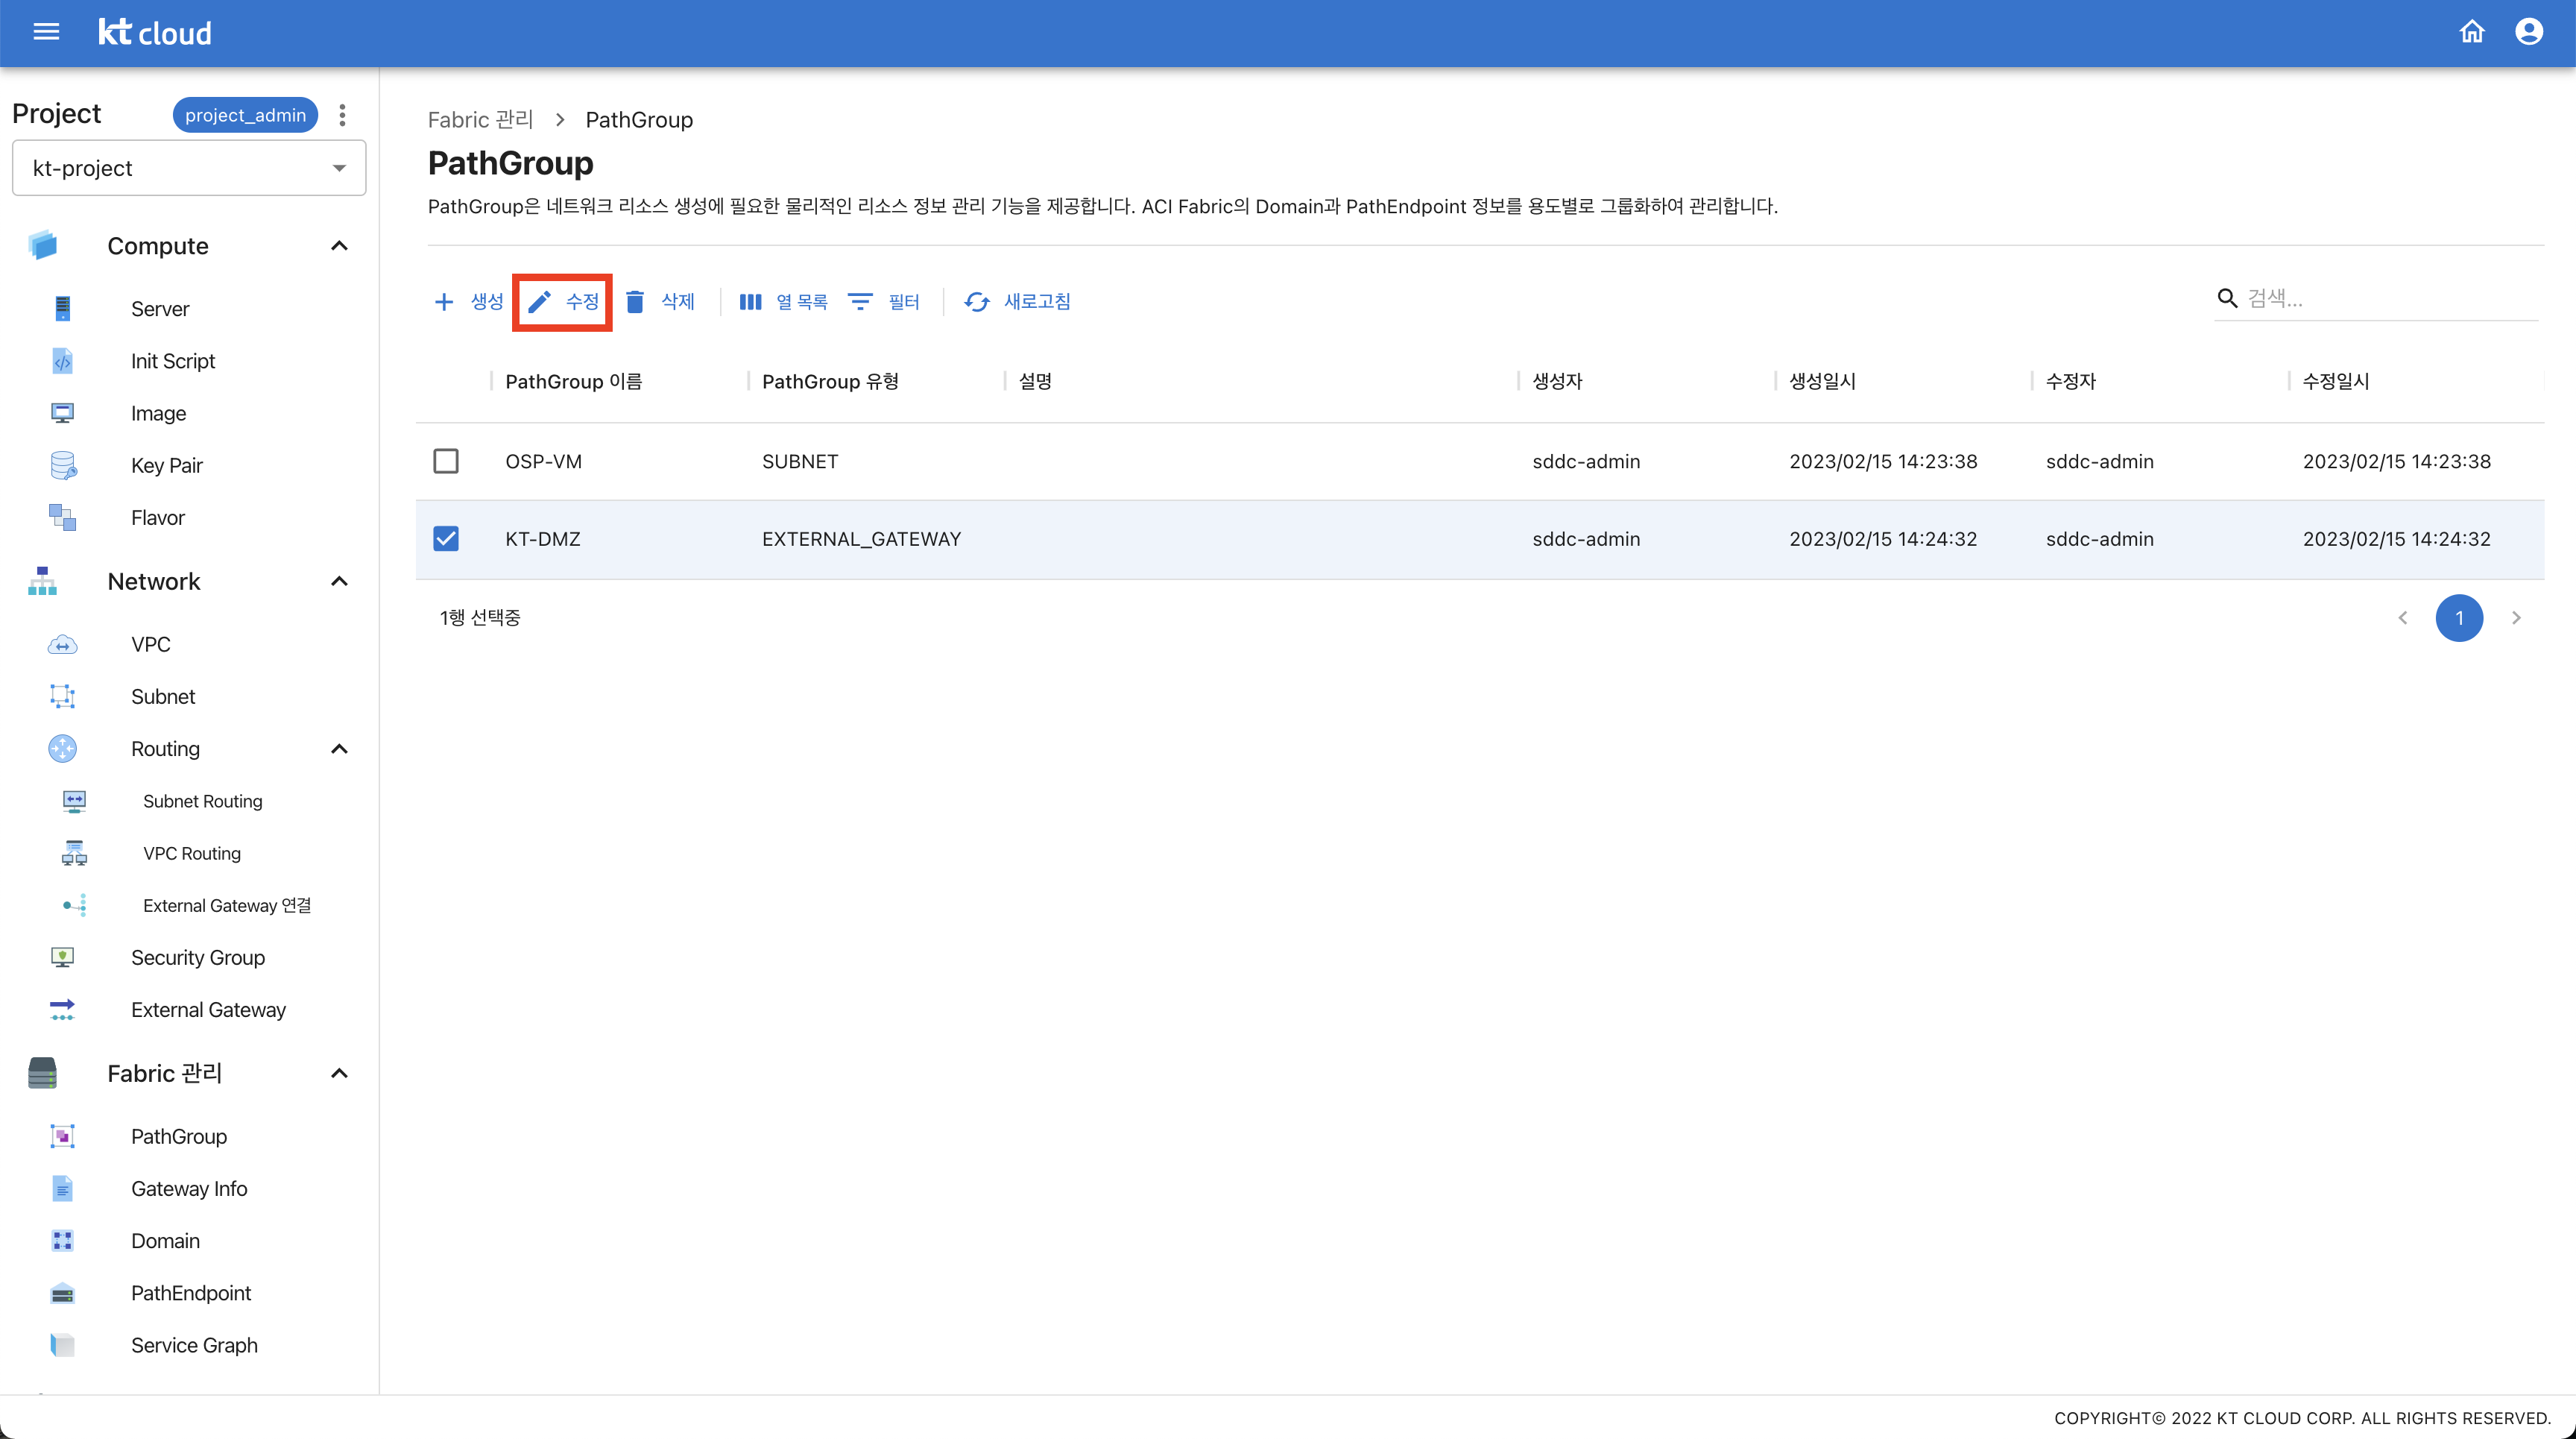 kt cloud
Project
project_admin
kt-project
Compute
Server
Init Script
Image
Key Pair
Flavor
Network
VPC
Subnet
Routing
Subnet Routing
VPC Routing
External Gateway 연결
Security Group
External Gateway
Fabric 관리
PathGroup
Gateway Info
Domain
PathEndpoint
Service Graph
Fabric 관리 > PathGroup
PathGroup
PathGroup은 네트워크 리소스 생성에 필요한 물리적인 리소스 정보 관리 기능을 제공합니다. ACI Fabric의 Domain과 PathEndpoint 정보를 용도별로 그룹화하여 관리합니다.
생성 수정 삭제 열 목록 필터 새로고침 검색...
PathGroup 이름 PathGroup 유형 설명 생성자 생성일시 수정자 수정일시
OSP-VM SUBNET sddc-admin 2023/02/15 14:23:38 sddc-admin 2023/02/15 14:23:38
KT-DMZ EXTERNAL_GATEWAY sddc-admin 2023/02/15 14:24:32 sddc-admin 2023/02/15 14:24:32
1행 선택중 1
COPYRIGHT© 2022 KT CLOUD CORP. ALL RIGHTS RESERVED.